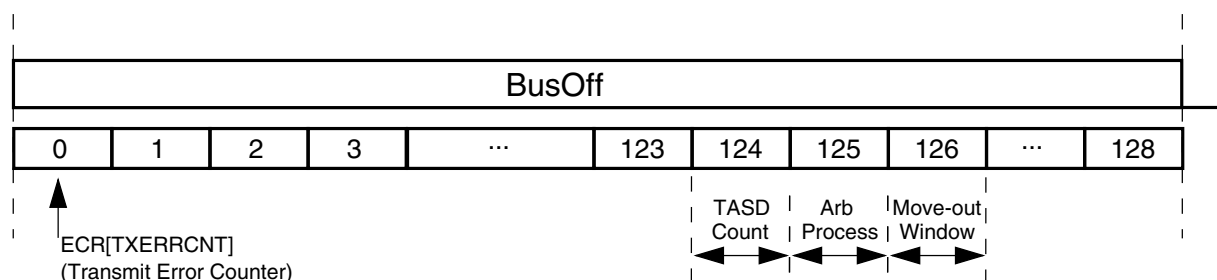 BusOff
0 1 2 3 ... 123 124 125 126 ... 128
TASD Count
Arb Process
Move-out Window
ECR[TXERRCNT]
(Transmit Error Counter)